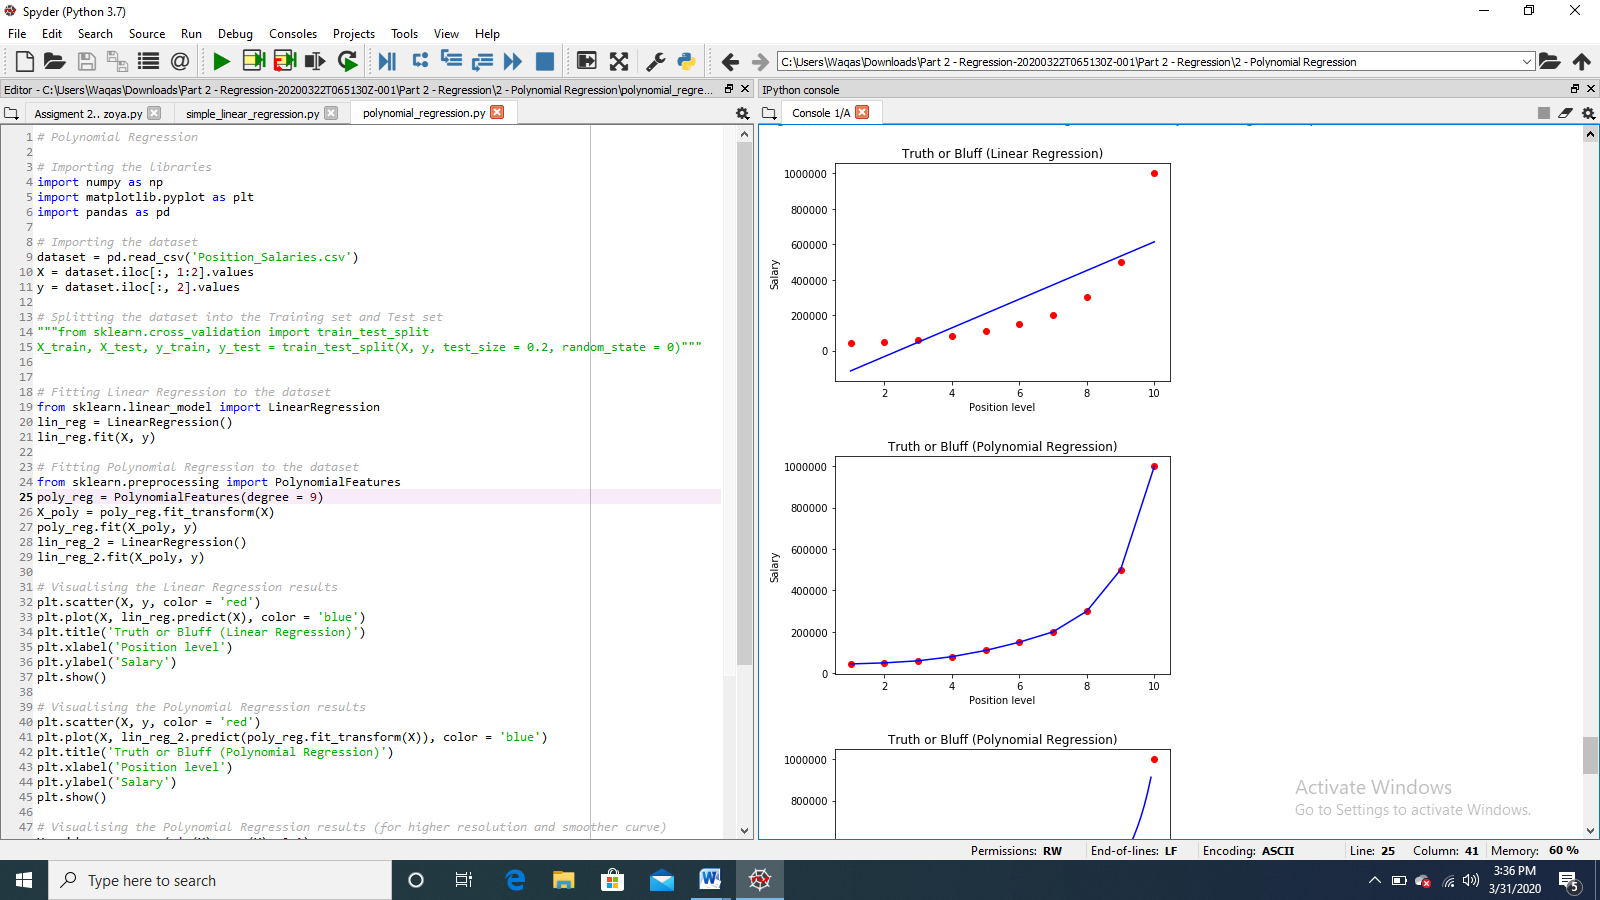 Spyder (Python 3.7)
File Edit Search Source Run Debug Consoles Projects Tools View Help
C:\Users\Waqas\Downloads\Part 2 - Regression-20200322T065130Z-001\Part 2 - Regression\2 - Polynomial Regression
Editor - C:\Users\Waqas\Downloads\Part 2 - Regression-20200322T065130Z-001\Part 2 - Regression\2 - Polynomial Regression\polynomial_regre...
Assigment 2.. zoya.py simple_linear_regression.py polynomial_regression.py
1 # Polynomial Regression
2
3 # Importing the libraries
4 import numpy as np
5 import matplotlib.pyplot as plt
6 import pandas as pd
7
8 # Importing the dataset
9 dataset = pd.read_csv('Position_Salaries.csv')
10 X = dataset.iloc[:, 1:2].values
11 y = dataset.iloc[:, 2].values
12
13 # Splitting the dataset into the Training set and Test set
14 """from sklearn.cross_validation import train_test_split
15 X_train, X_test, y_train, y_test = train_test_split(X, y, test_size = 0.2, random_state = 0)"""
16
17
18 # Fitting Linear Regression to the dataset
19 from sklearn.linear_model import LinearRegression
20 lin_reg = LinearRegression()
21 lin_reg.fit(X, y)
22
23 # Fitting Polynomial Regression to the dataset
24 from sklearn.preprocessing import PolynomialFeatures
25 poly_reg = PolynomialFeatures(degree = 9)
26 X_poly = poly_reg.fit_transform(X)
27 poly_reg.fit(X_poly, y)
28 lin_reg_2 = LinearRegression()
29 lin_reg_2.fit(X_poly, y)
30
31 # Visualising the Linear Regression results
32 plt.scatter(X, y, color = 'red')
33 plt.plot(X, lin_reg.predict(X), color = 'blue')
34 plt.title('Truth or Bluff (Linear Regression)')
35 plt.xlabel('Position level')
36 plt.ylabel('Salary')
37 plt.show()
38
39 # Visualising the Polynomial Regression results
40 plt.scatter(X, y, color = 'red')
41 plt.plot(X, lin_reg_2.predict(poly_reg.fit_transform(X)), color = 'blue')
42 plt.title('Truth or Bluff (Polynomial Regression)')
43 plt.xlabel('Position level')
44 plt.ylabel('Salary')
45 plt.show()
46
47 # Visualising the Polynomial Regression results (for higher resolution and smoother curve)
IPython console
Console 1/A
Truth or Bluff (Linear Regression)
1000000
800000
600000
400000
200000
0
Salary
2 4 6 8 10
Position level
Truth or Bluff (Polynomial Regression)
1000000
800000
600000
400000
200000
0
Salary
2 4 6 8 10
Position level
Truth or Bluff (Polynomial Regression)
1000000
800000
Activate Windows
Go to Settings to activate Windows.
Permissions: RW End-of-lines: LF Encoding: ASCII Line: 25 Column: 41 Memory: 60 %
Type here to search
3:36 PM
3/31/2020
5